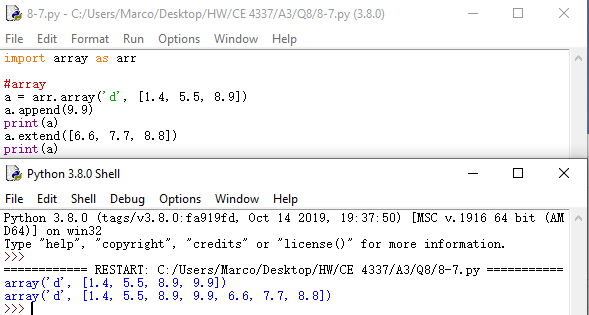 8-7.py - C:/Users/Marco/Desktop/HW/CE 4337/A3/Q8/8-7.py (3.8.0)
File Edit Format Run Options Window Help
import array as arr
#array
a = arr.array('d', [1.4, 5.5, 8.9])
a.append(9.9)
print(a)
a.extend([6.6, 7.7, 8.8])
print(a)
Python 3.8.0 Shell
File Edit Shell Debug Options Window Help
Python 3.8.0 (tags/v3.8.0:fa919fd, Oct 14 2019, 19:37:50) [MSC v.1916 64 bit (AM
D64)] on win32
Type "help", "copyright", "credits" or "license()" for more information.
>>>
=========== RESTART: C:/Users/Marco/Desktop/HW/CE 4337/A3/Q8/8-7.py ===========
array('d', [1.4, 5.5, 8.9, 9.9])
array('d', [1.4, 5.5, 8.9, 9.9, 6.6, 7.7, 8.8])
>>>